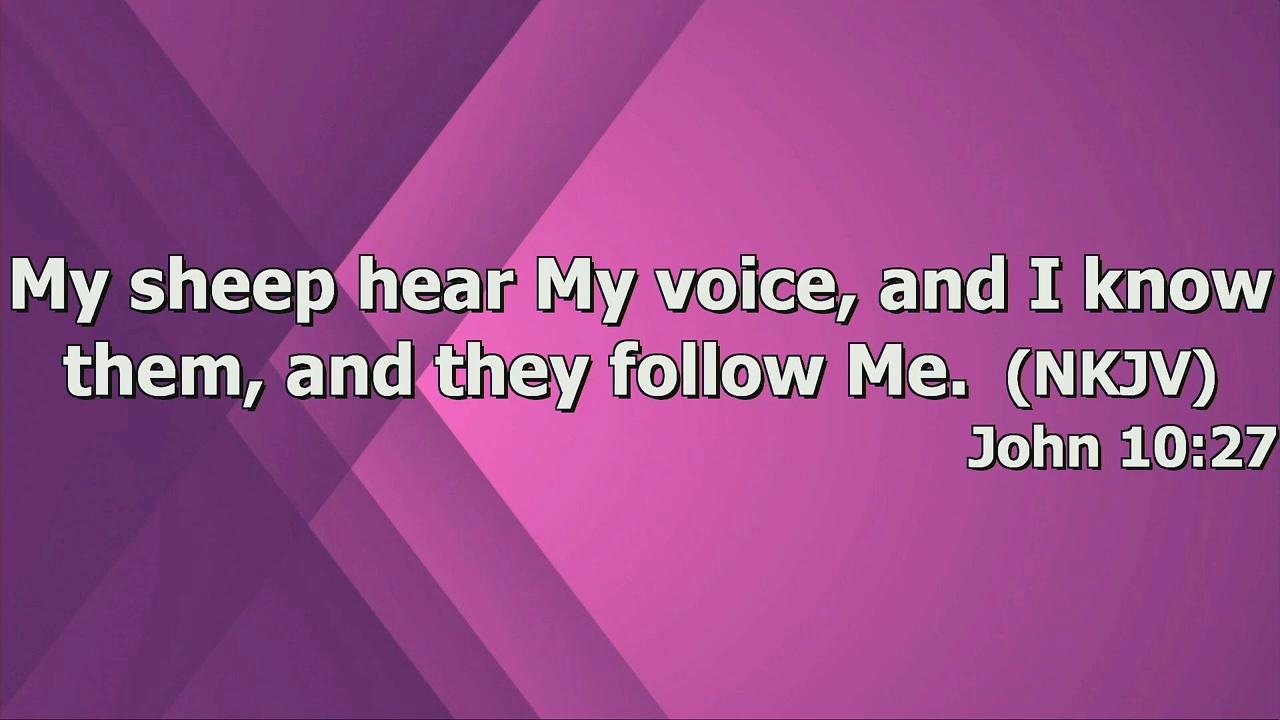 My sheep hear My voice, and I know
them, and they follow Me. (NKJV)
John 10:27